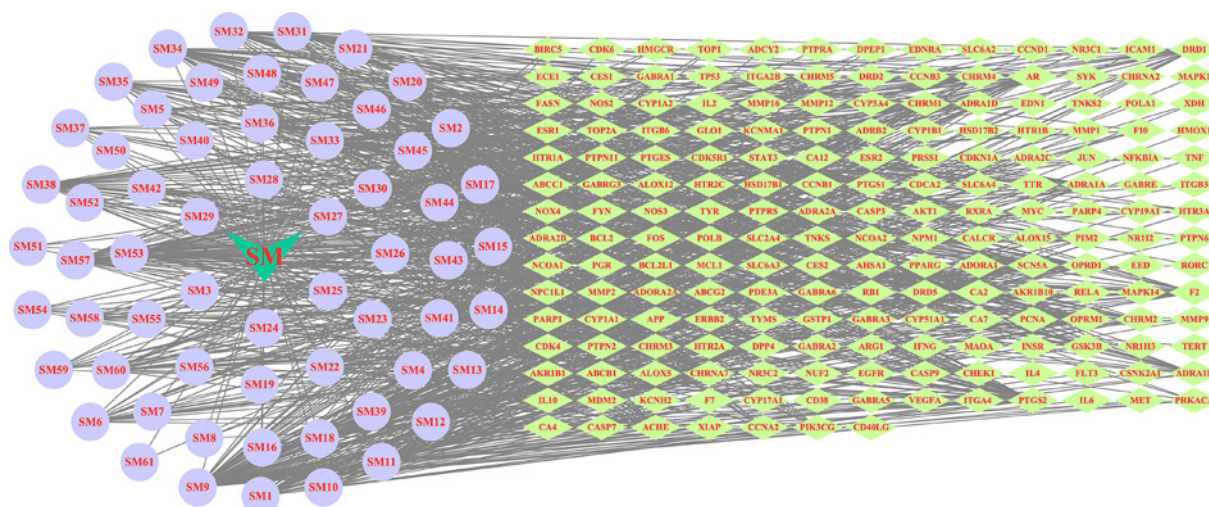 SM32
SM31
SM34
SM21
SM35
SM49
SM48
SM47
SM20
SM5
SM46
SM37
SM36
SM2
SM50
SM40
SM33
SM45
SM38
SM42
SM28
SM30
SM17
SM52
SM29
SM27
SM44
SM51
SM57
SM53
SM
SM26
SM43
SM15
SM3
SM25
SM54
SM58
SM55
SM24
SM23
SM41
SM14
SM59
SM60
SM56
SM19
SM22
SM4
SM13
SM6
SM7
SM39
SM12
SM8
SM16
SM18
SM61
SM11
SM9
SM1
SM10
BIRC5 CDK6 HMGCR TOP1 ADCY2 PTPRA DPEP1 EDNRA SLC6A2 CCND1 NR3C1 ICAM1 DRD1
ECE1 CES1 GABRA1 TP53 ITGA2B CHRM5 DRD2 CCNB3 CHRM4 AR SYK CHRNA2 MAPK1
FASN NOS2 CYP1A2 IL2 MMP16 MMP12 CYP3A4 CHRM1 ADRA1D EDN1 TNKS2 POLA1 XDH
ESR1 TOP2A ITGB6 GLO1 KCNMA1 PTPN1 ADRB2 CYP1B1 HSD17B2 HTR1B MMP1 F10 HMOX1
HTR1A PTPN11 PTGES CDK5R1 STAT3 CA12 ESR2 PRSS1 CDKN1A ADRA2C JUN NFKBIA TNF
ABCC1 GABRG3 ALOX12 HTR2C HSD17B1 CCNB1 PTGS1 CDCA2 SLC6A4 TTR ADRA1A GABRE ITGB3
NOX4 FYN NOS3 TYR PTPRS ADRA2A CASP3 AKT1 RXRA MYC PARP4 CYP19A1 HTR3A
ADRA2B BCL2 FOS POLB SLC2A4 TNKS NCOA2 NPM1 CALCR ALOX15 PIM2 NR1I2 PTPN6
NCOA1 PGR BCL2L1 MCL1 SLC6A3 CES2 AHSA1 PPARG ADORA1 SCN5A OPRD1 EED RORC
NPC1L1 MMP2 ADORA2A ABCG2 PDE3A GABRA6 RB1 DRD5 CA2 AKR1B10 RELA MAPK14 F2
PARP1 CYP1A1 APP ERBB2 TYMS GSTP1 GABRA3 CYP51A1 CA7 PCNA OPRM1 CHRM2 MMP9
CDK4 PTPN2 CHRM3 HTR2A DPP4 GABRA2 ARG1 IFNG MAOA INSR GSK3B NR1H3 TERT
AKR1B1 ABCB1 ALOX5 CHRNA7 NR3C2 NUF2 EGFR CASP9 CHEK1 IL4 FLT3 CSNK2A1
IL10 MDM2 KCNH2 F7 CYP17A1 CD38 GABRA5 VEGFA ITGA4 PTGS2 IL6 MET
CA4 CASP7 ACHE XIAP CCNA2 PIK3CG CD40LG